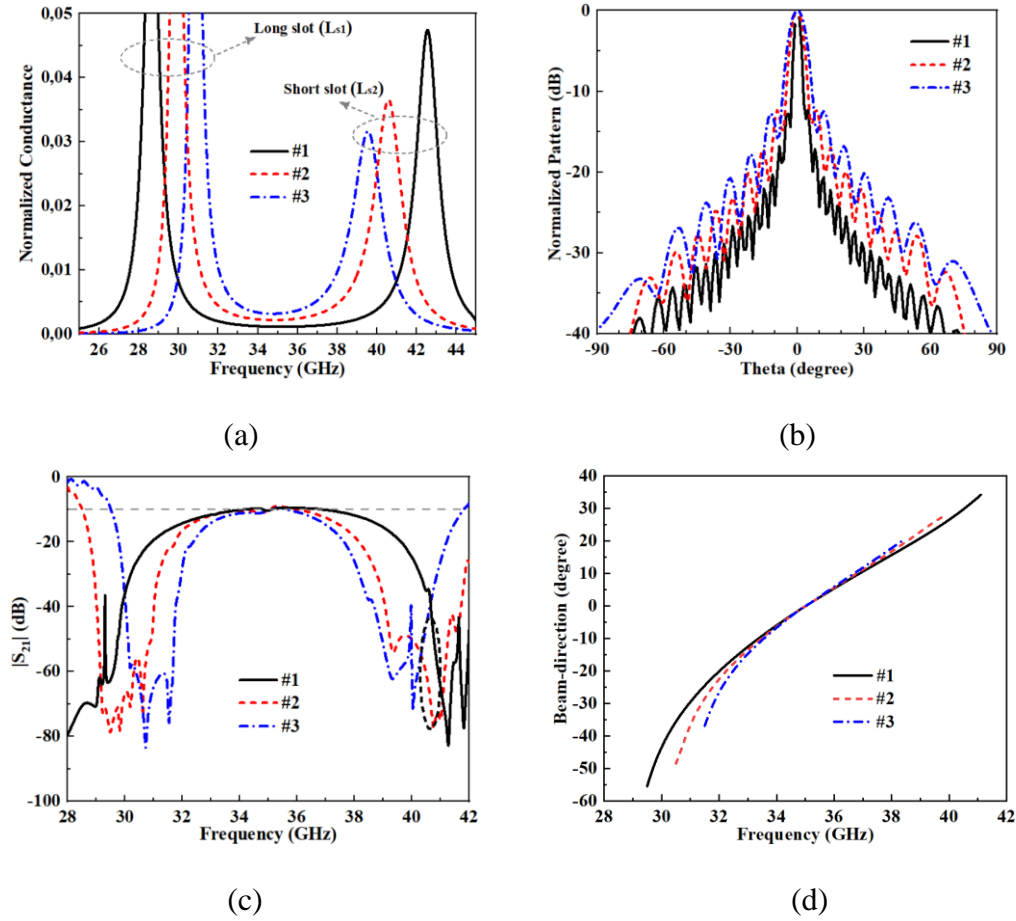 0,05
0,04
0,03
0,02
0,01
0,00
Normalized Conductance
Long slot (Ls1)
Short slot (Ls2)
#1
#2
#3
26 28 30 32 34 36 38 40 42 44
Frequency (GHz)
(a)
0
-10
-20
-30
-40
Normalized Pattern (dB)
#1
#2
#3
-90 -60 -30 0 30 60 90
Theta (degree)
(b)
0
-20
-40
-60
-80
-100
|S21| (dB)
#1
#2
#3
28 30 32 34 36 38 40 42
Frequency (GHz)
(c)
40
30
20
10
0
-10
-20
-30
-40
-50
-60
Beam-direction (degree)
#1
#2
#3
28 30 32 34 36 38 40 42
Frequency (GHz)
(d)